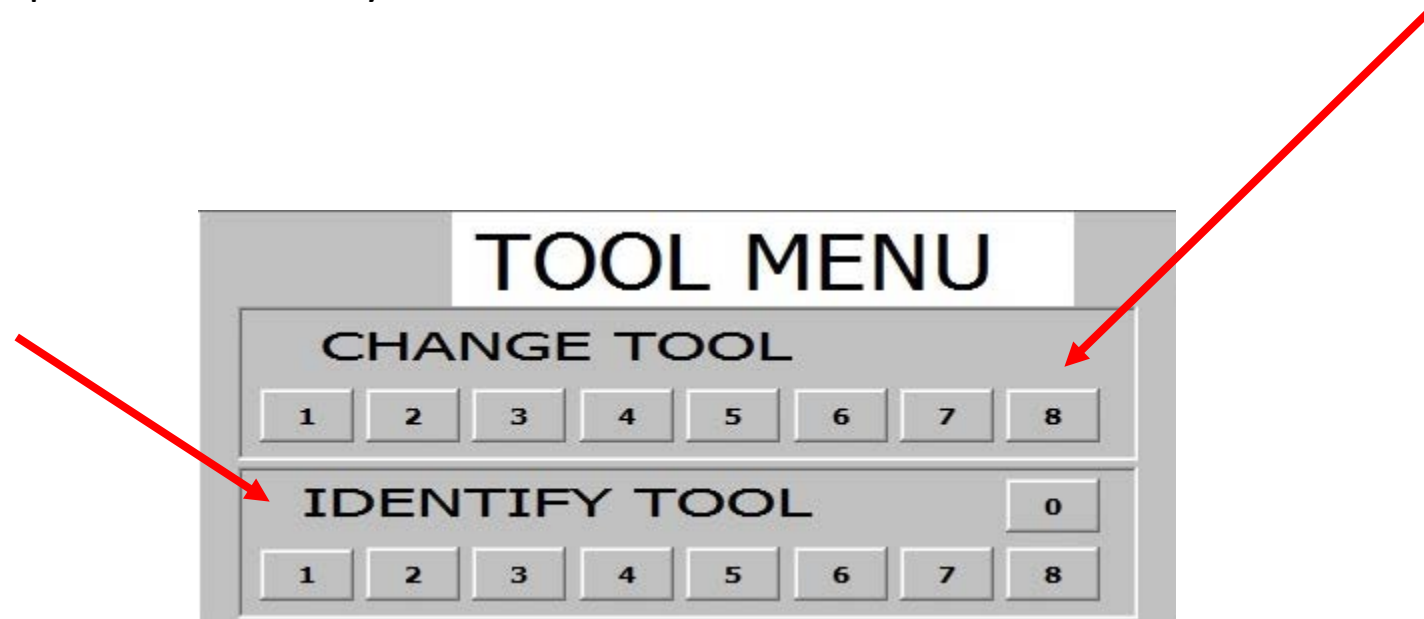 TOOL MENU
CHANGE TOOL
1 2 3 4 5 6 7 8
IDENTIFY TOOL 0
1 2 3 4 5 6 7 8